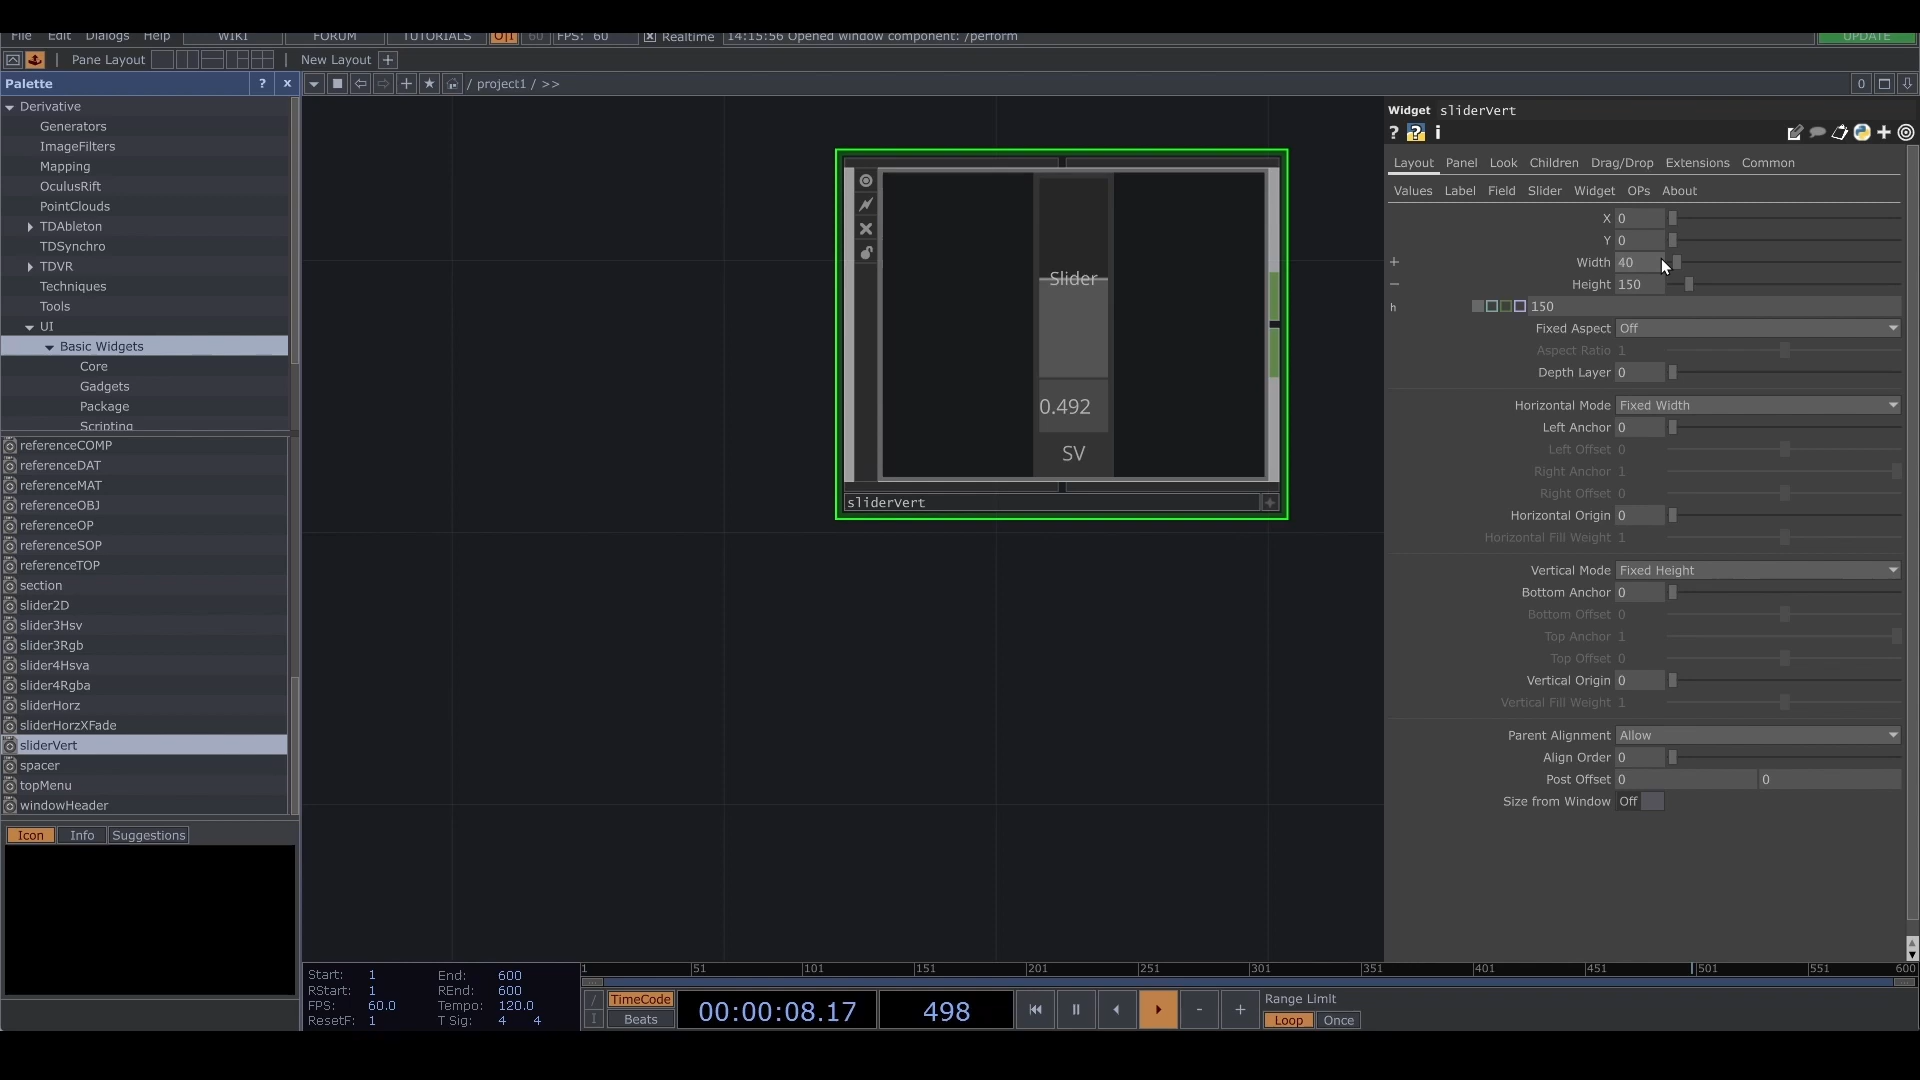 File Edit Dialogs Help WIKI FORUM TUTORIALS O|I 60 FPS: 60 Realtime 14:15:56 Opened window component: /perform UPDATE
Pane Layout New Layout +
Palette ? x / project1 / >> 0
Derivative
Generators
ImageFilters
Mapping
OculusRift
PointClouds
TDAbleton
TDSynchro
TDVR
Techniques
Tools
UI
Basic Widgets
Core
Gadgets
Package
Scripting
referenceCOMP
referenceDAT
referenceMAT
referenceOBJ
referenceOP
referenceSOP
referenceTOP
section
slider2D
slider3Hsv
slider3Rgb
slider4Hsva
slider4Rgba
sliderHorz
sliderHorzXFade
sliderVert
spacer
topMenu
windowHeader
Icon Info Suggestions
Slider
0.492
SV
sliderVert
Widget sliderVert
? ? i
Layout Panel Look Children Drag/Drop Extensions Common
Values Label Field Slider Widget OPs About
X 0
Y 0
+ Width 40
− Height 150
h 150
Fixed Aspect Off
Aspect Ratio 1
Depth Layer 0
Horizontal Mode Fixed Width
Left Anchor 0
Left Offset 0
Right Anchor 1
Right Offset 0
Horizontal Origin 0
Horizontal Fill Weight 1
Vertical Mode Fixed Height
Bottom Anchor 0
Bottom Offset 0
Top Anchor 1
Top Offset 0
Vertical Origin 0
Vertical Fill Weight 1
Parent Alignment Allow
Align Order 0
Post Offset 0 0
Size from Window Off
1 51 101 151 201 251 301 351 401 451 501 551 600
Start: 1 End: 600
RStart: 1 REnd: 600
FPS: 60.0 Tempo: 120.0
ResetF: 1 T Sig: 4 4
/ TimeCode
I Beats
00:00:08.17 498 - +
Range Limit
Loop Once